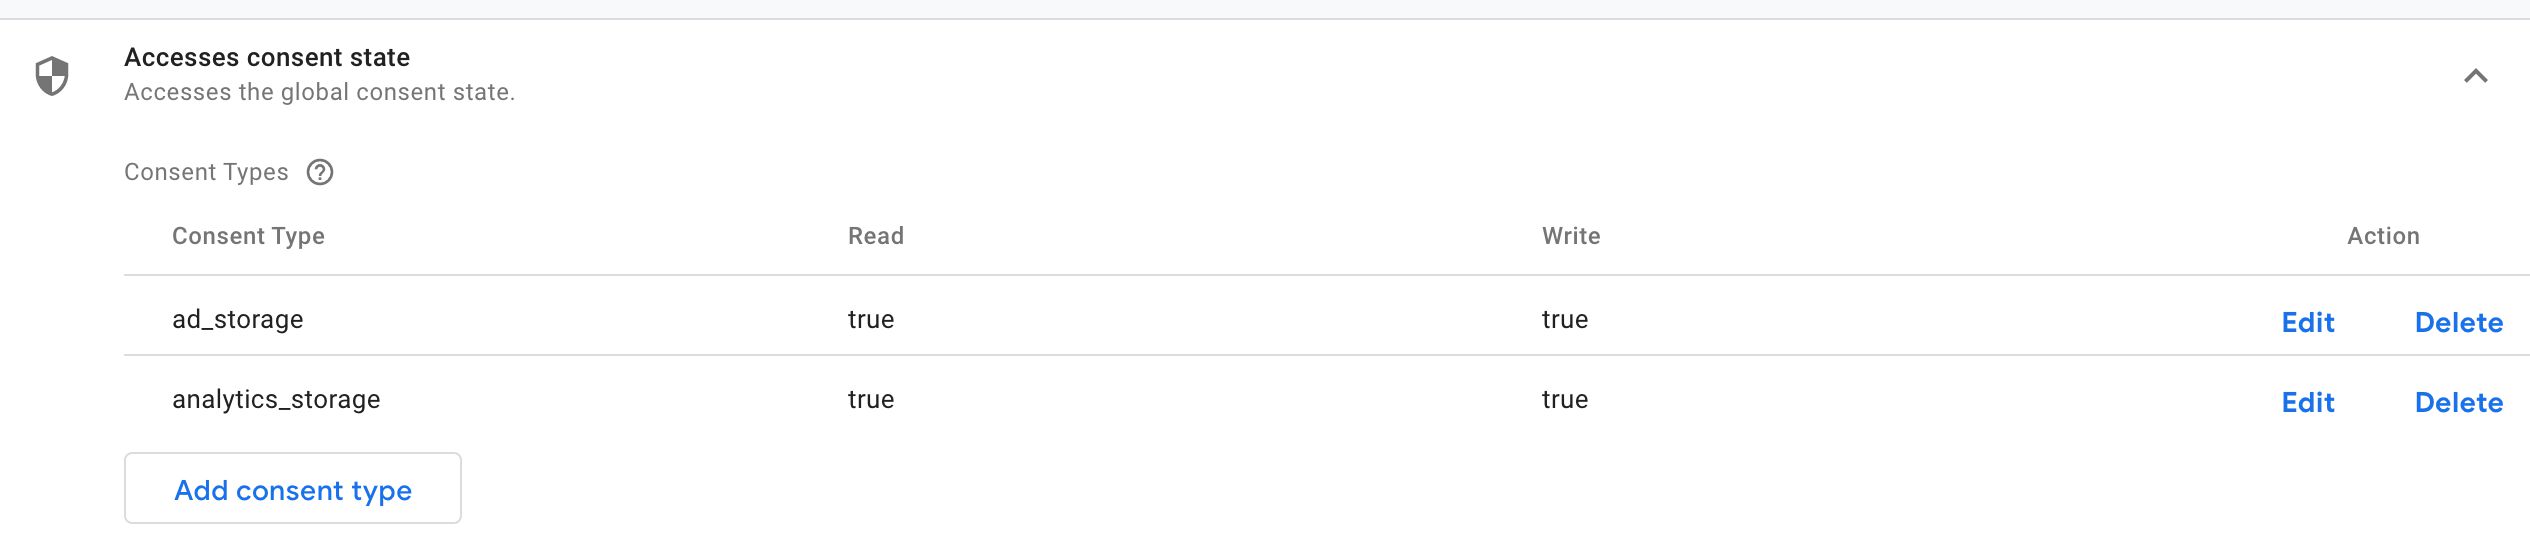 Accesses consent state
Accesses the global consent state.
Consent Types
Consent Type Read Write Action
ad_storage true true Edit Delete
analytics_storage true true Edit Delete
Add consent type